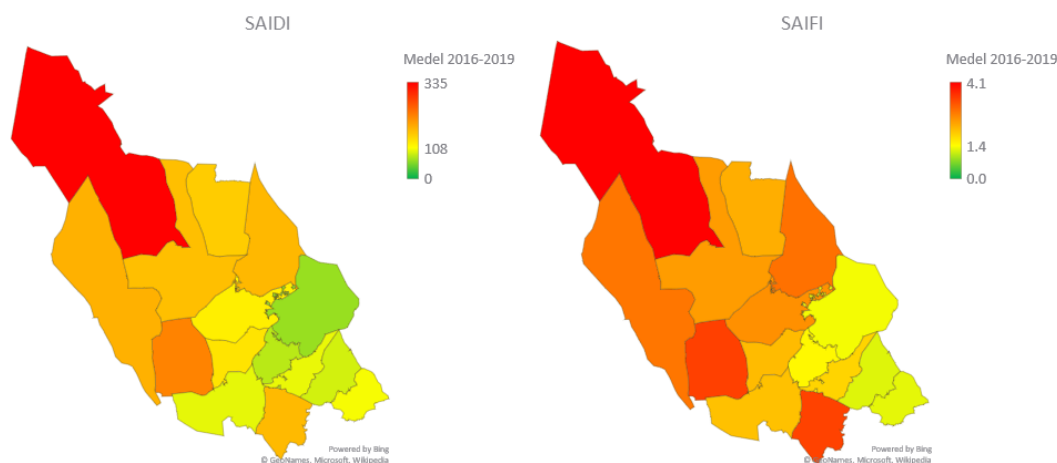 SAIDI
Medel 2016-2019
335
108
0
Powered by Bing
© GeoNames, Microsoft, Wikipedia
SAIFI
Medel 2016-2019
4.1
1.4
0.0
Powered by Bing
© GeoNames, Microsoft, Wikipedia